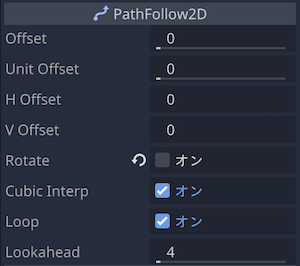 PathFollow2D
Offset 0
Unit Offset 0
H Offset 0
V Offset 0
Rotate オン
Cubic Interp オン
Loop オン
Lookahead 4